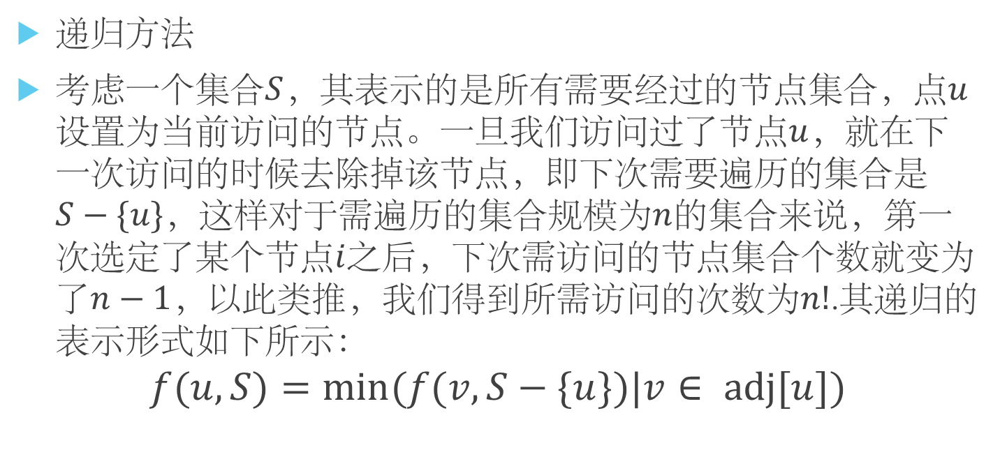 递归方法
考虑一个集合S，其表示的是所有需要经过的节点集合，点u
设置为当前访问的节点。一旦我们访问过了节点u，就在下
一次访问的时候去除掉该节点，即下次需要遍历的集合是
S − {u}，这样对于需遍历的集合规模为n的集合来说，第一
次选定了某个节点i之后，下次需访问的节点集合个数就变为
了n − 1，以此类推，我们得到所需访问的次数为n!.其递归的
表示形式如下所示：
f(u, S) = min(f(v, S − {u})|v ∈ adj[u])